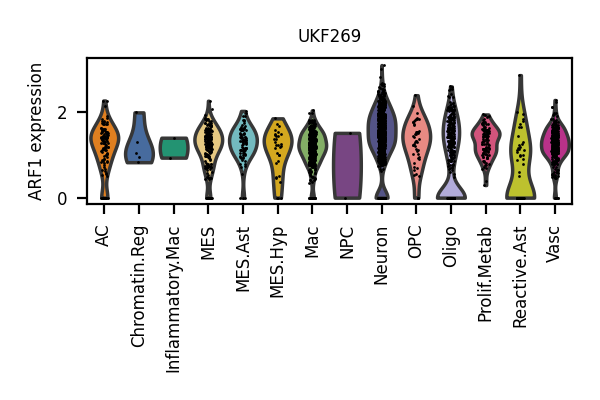 UKF269
ARF1 expression
2
0
AC
Chromatin.Reg
Inflammatory.Mac
MES
MES.Ast
MES.Hyp
Mac
NPC
Neuron
OPC
Oligo
Prolif.Metab
Reactive.Ast
Vasc